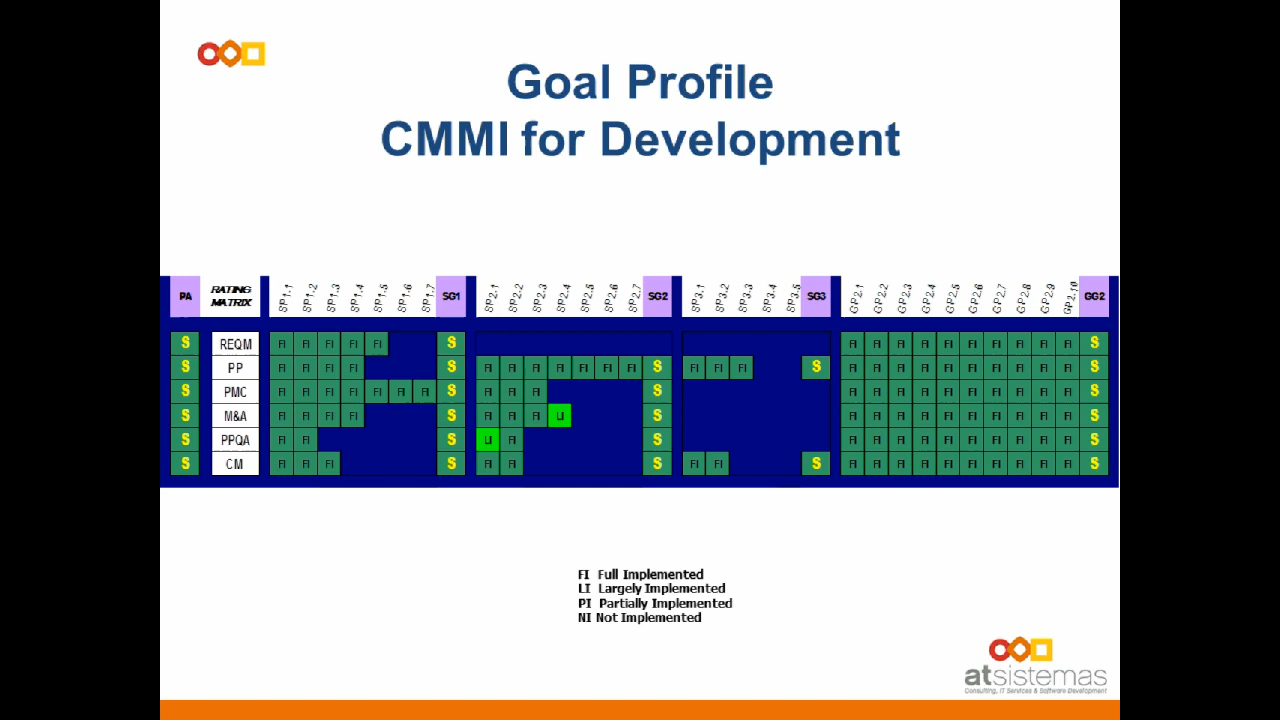 Goal Profile
CMMI for Development
PA RATING MATRIX SP1.1 SP1.2 SP1.3 SP1.4 SP1.5 SP1.6 SP1.7 SG1 SP2.1 SP2.2 SP2.3 SP2.4 SP2.5 SP2.6 SP2.7 SG2 SP3.1 SP3.2 SP3.3 SP3.4 SP3.5 SG3 GP2.1 GP2.2 GP2.3 GP2.4 GP2.5 GP2.6 GP2.7 GP2.8 GP2.9 GP2.10 GG2
S REQM FI FI FI FI FI S FI FI FI FI FI FI FI FI FI FI S
S PP FI FI FI FI S FI FI FI FI FI FI FI S FI FI FI S FI FI FI FI FI FI FI FI FI FI S
S PMC FI FI FI FI FI FI FI S FI FI FI S FI FI FI FI FI FI FI FI FI FI S
S M&A FI FI FI FI S FI FI FI LI S FI FI FI FI FI FI FI FI FI FI S
S PPQA FI FI S LI FI S FI FI FI FI FI FI FI FI FI FI S
S CM FI FI FI S FI FI S FI FI S FI FI FI FI FI FI FI FI FI FI S
FI Full Implemented
LI Largely Implemented
PI Partially Implemented
NI Not Implemented
atsistemas
Consulting, IT Services & Software Development